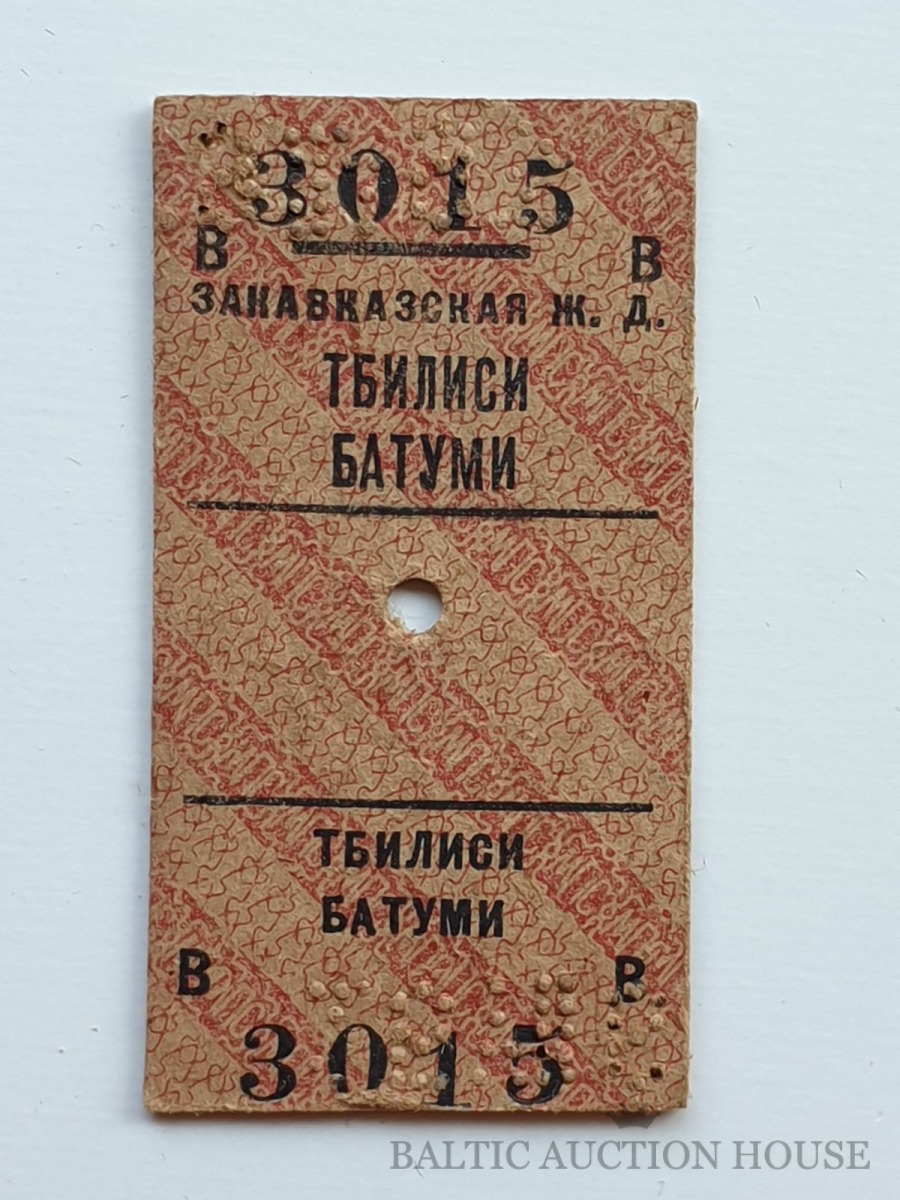 3015
В В
ЗАКАВКАЗСКАЯ Ж. Д.
ТБИЛИСИ
БАТУМИ
ТБИЛИСИ
БАТУМИ
В В
3015
BALTIC AUCTION HOUSE